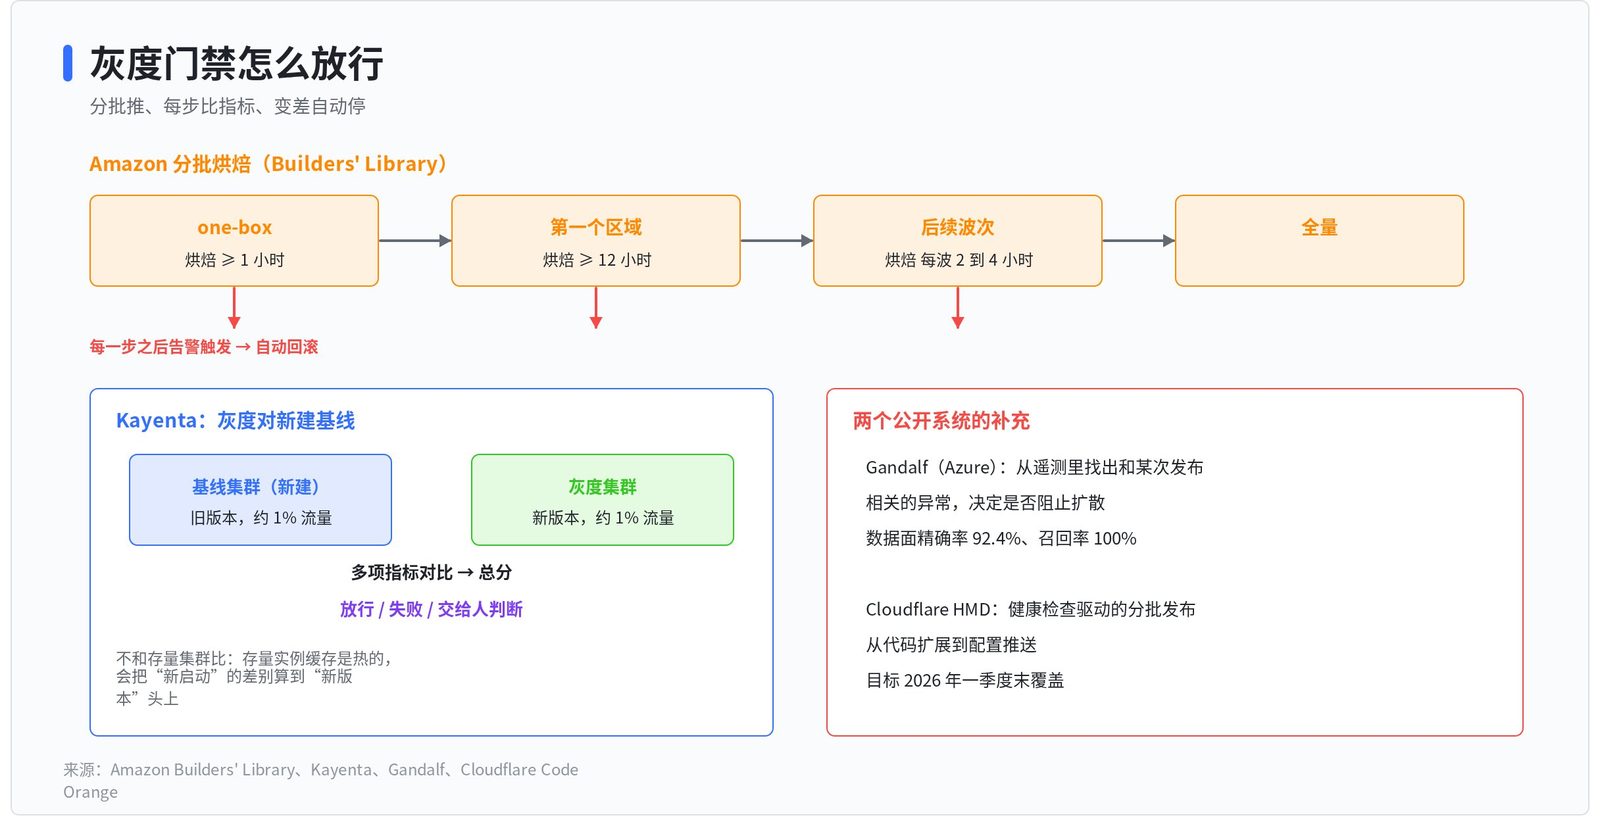 灰度门禁怎么放行
分批推、每步比指标、变差自动停
Amazon 分批烘焙（Builders' Library）
one-box
烘焙 ≥ 1 小时
第一个区域
烘焙 ≥ 12 小时
后续波次
烘焙 每波 2 到 4 小时
全量
每一步之后告警触发 → 自动回滚
Kayenta：灰度对新建基线
基线集群（新建）
旧版本，约 1% 流量
灰度集群
新版本，约 1% 流量
多项指标对比 → 总分
放行 / 失败 / 交给人判断
不和存量集群比：存量实例缓存是热的，
会把“新启动”的差别算到“新版
本”头上
两个公开系统的补充
Gandalf（Azure）：从遥测里找出和某次发布
相关的异常，决定是否阻止扩散
数据面精确率 92.4%、召回率 100%
Cloudflare HMD：健康检查驱动的分批发布
从代码扩展到配置推送
目标 2026 年一季度末覆盖
来源：Amazon Builders' Library、Kayenta、Gandalf、Cloudflare Code
Orange